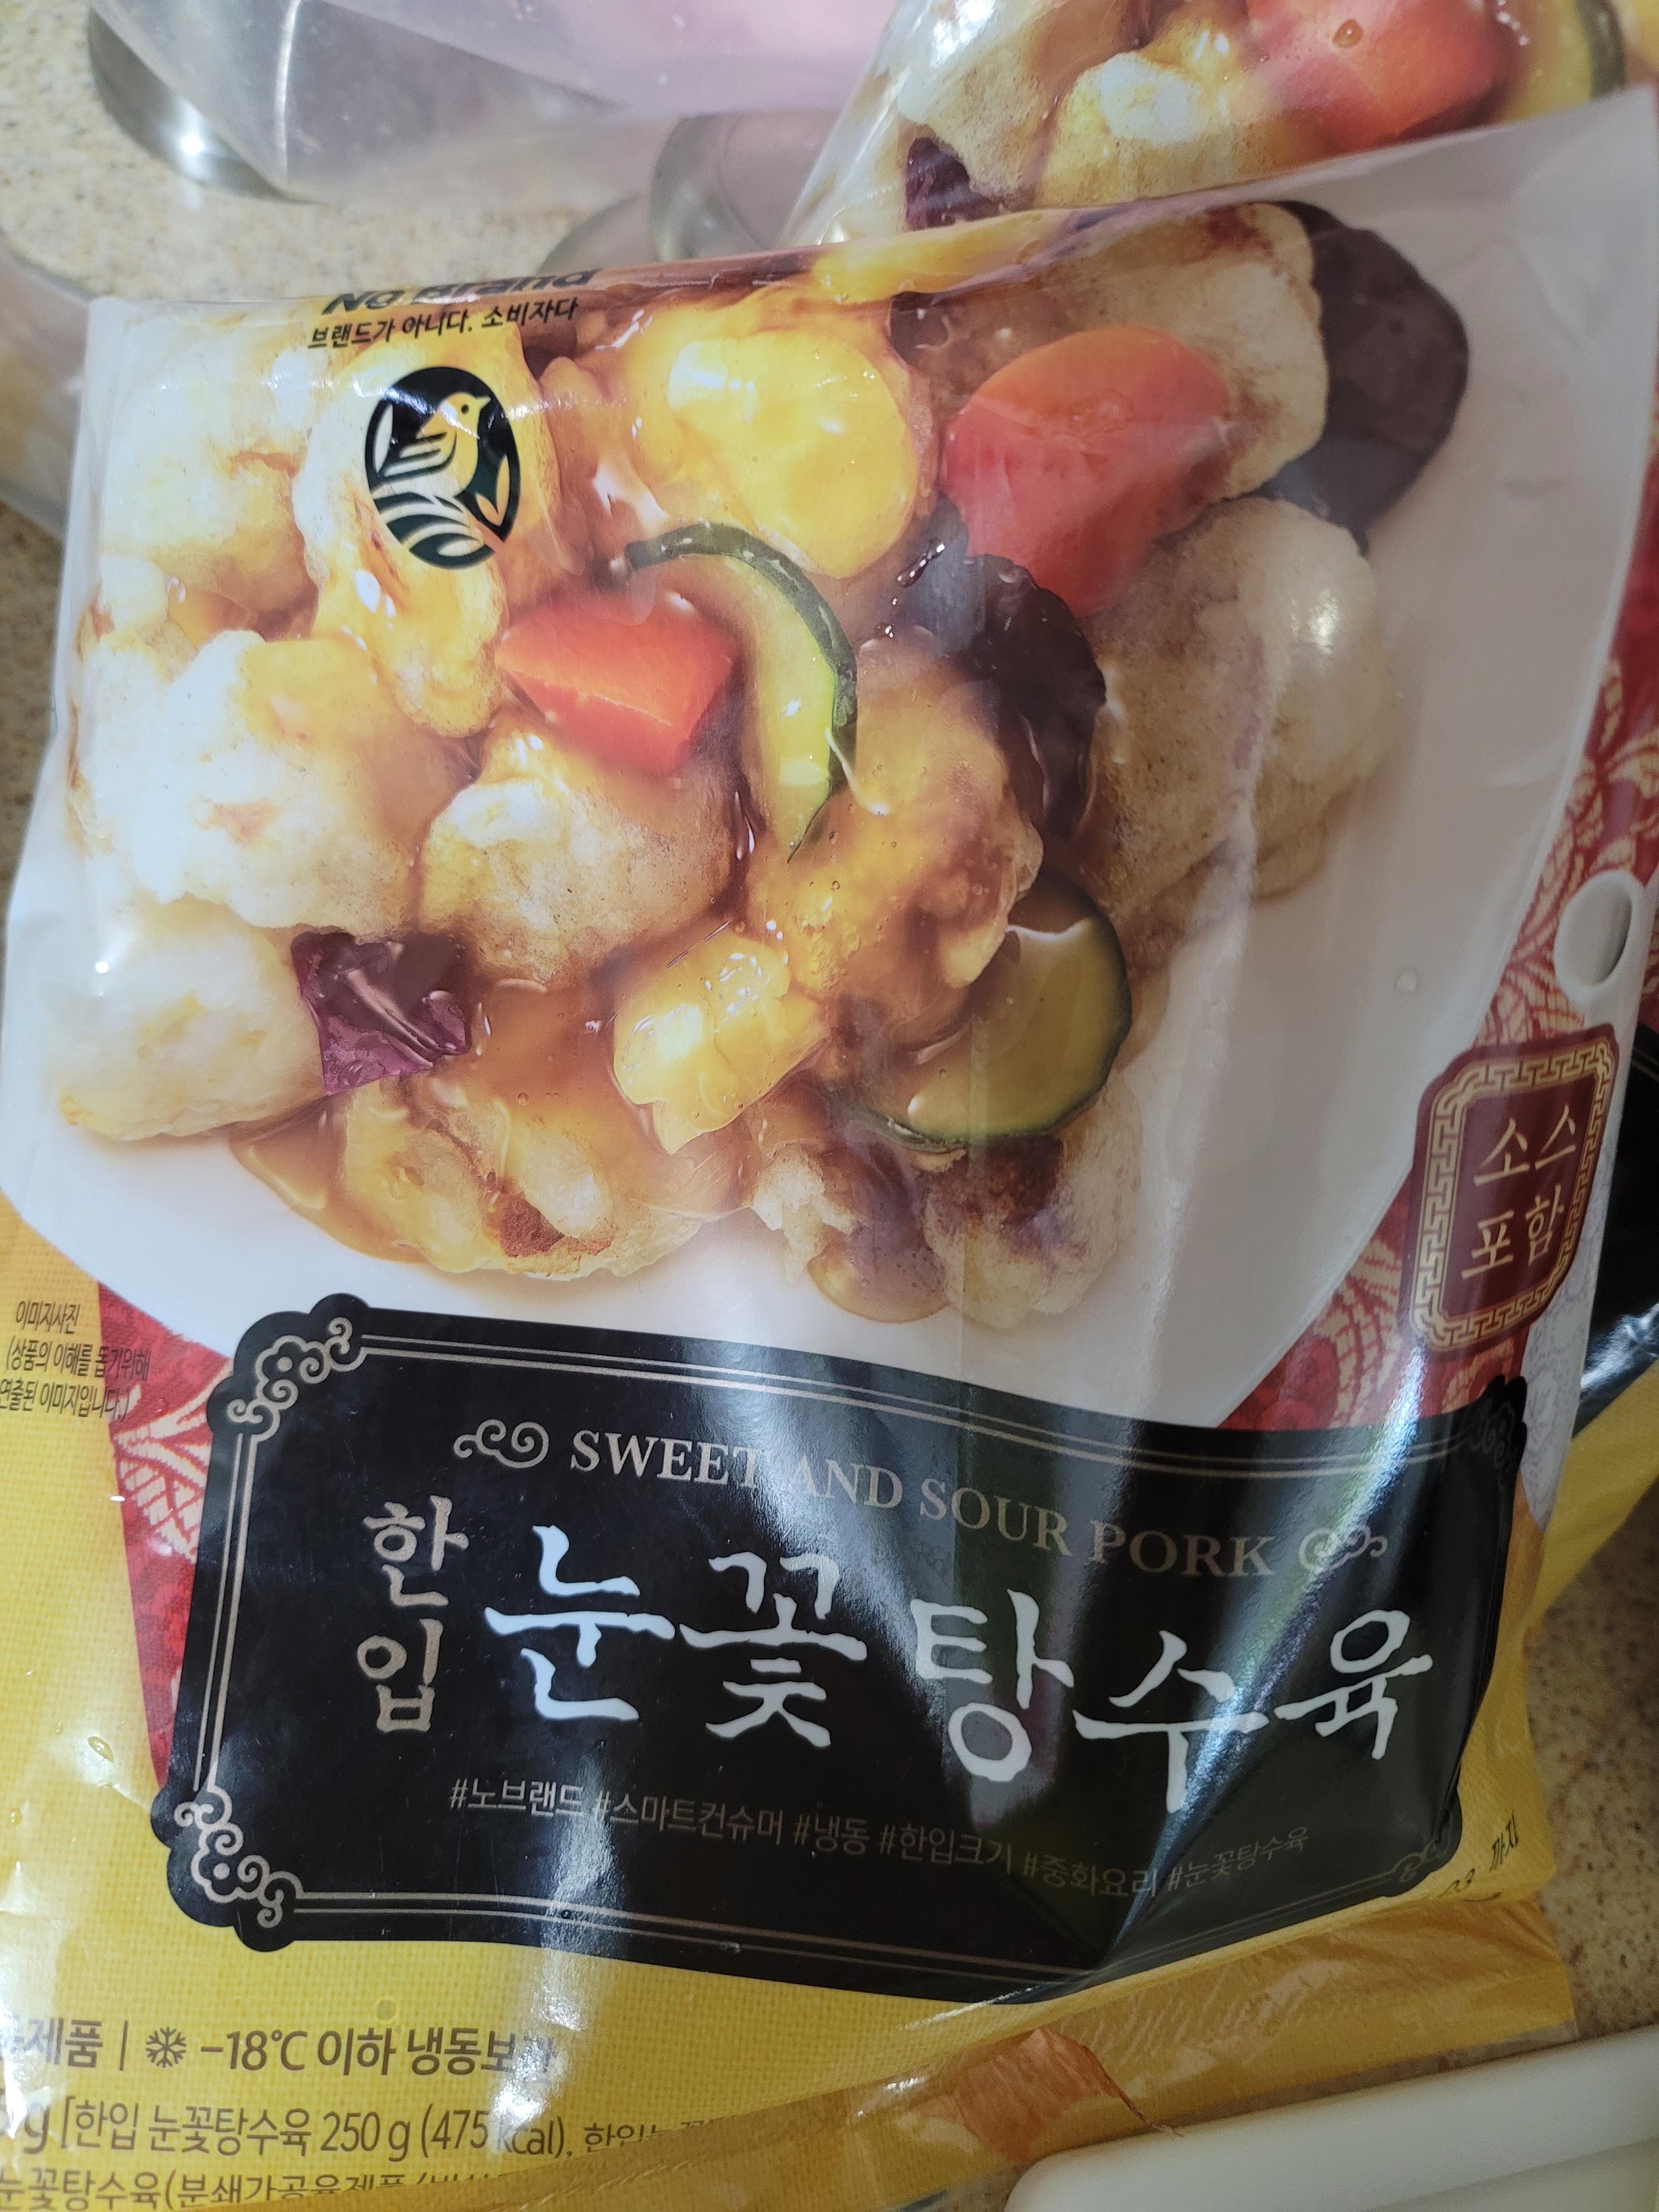 No Brand
브랜드가 아니다. 소비자다
소스
포함
이미지사진
(상품의 이해를 돕기위해
연출된 이미지입니다.)
SWEET AND SOUR PORK
한입 눈꽃탕수육
#노브랜드 #스마트컨슈머 #냉동 #한입크기 #중화요리 #눈꽃탕수육
까지
제품 | -18℃ 이하 냉동보관
g [한입 눈꽃탕수육 250 g (475 kcal),
눈꽃탕수육(분쇄가공육제품